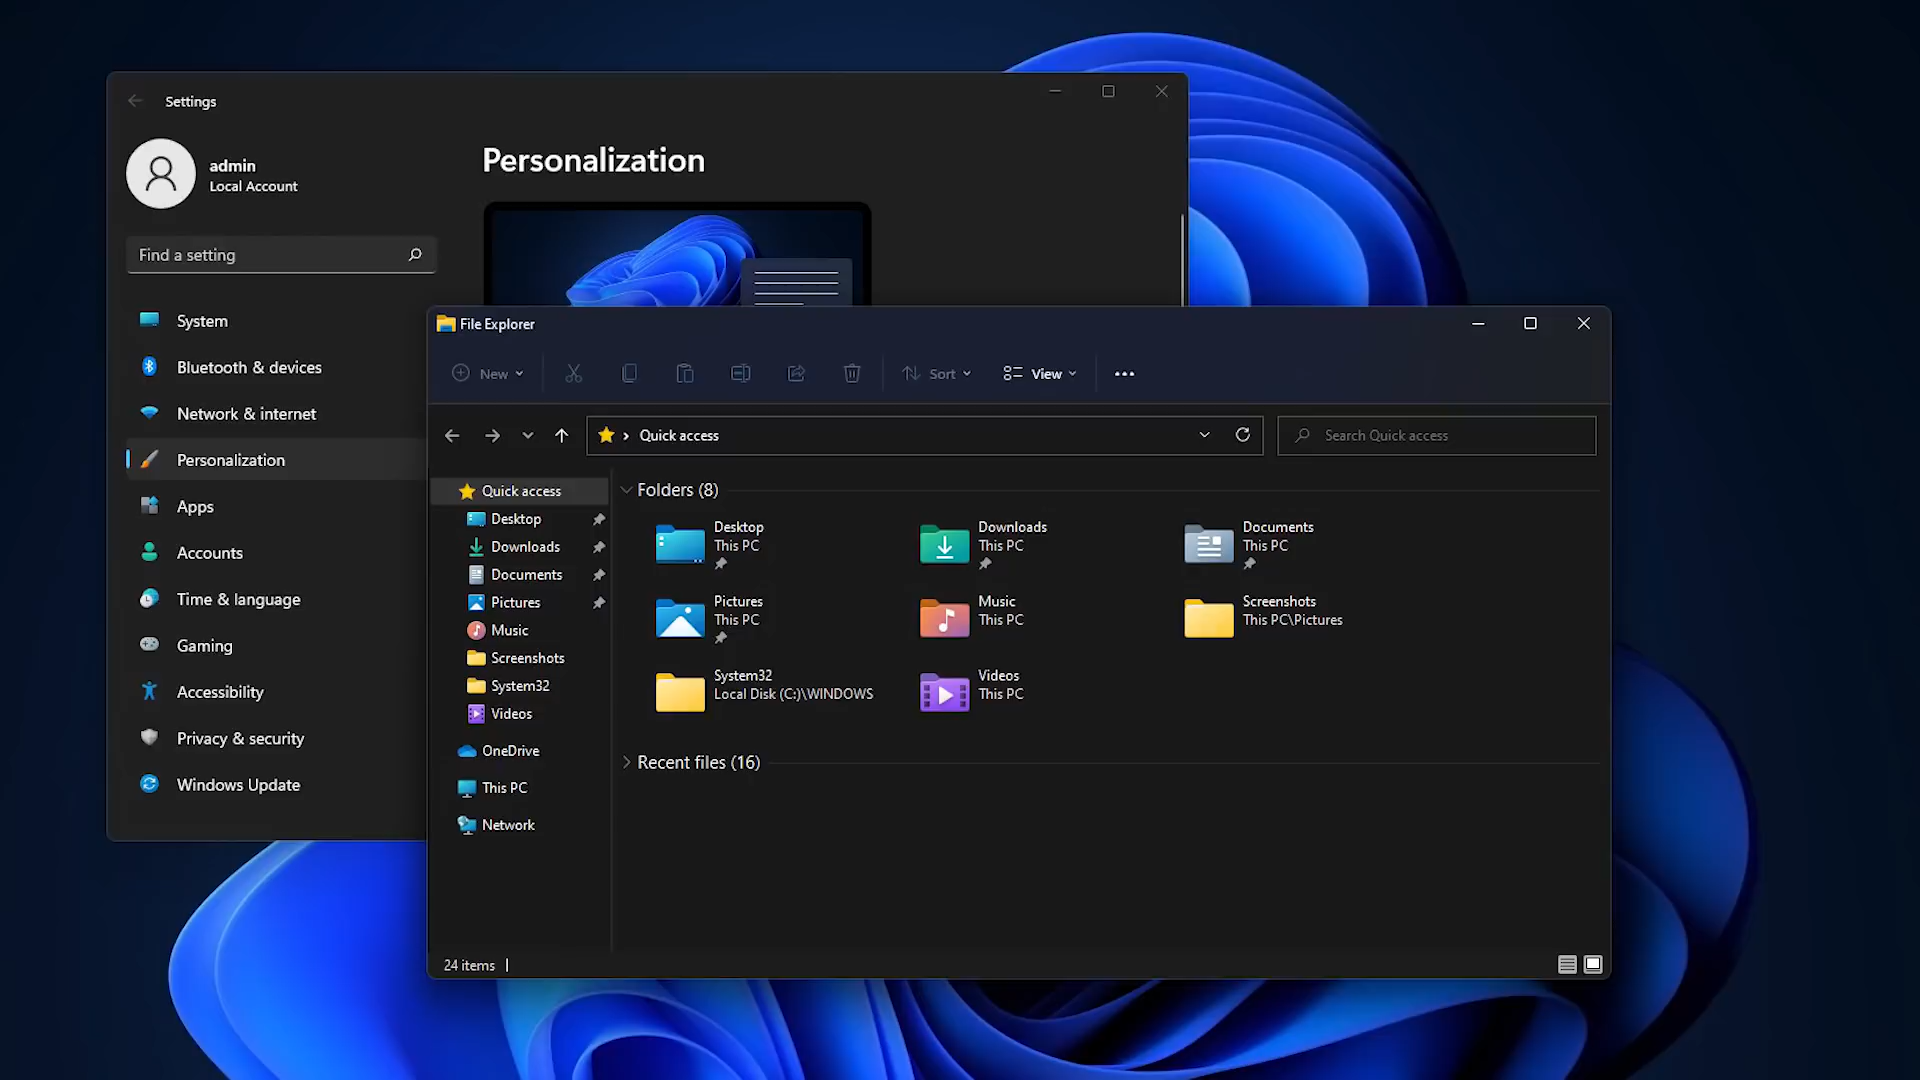 Settings
admin
Local Account
Find a setting
System
Bluetooth & devices
Network & internet
Personalization
Apps
Accounts
Time & language
Gaming
Accessibility
Privacy & security
Windows Update
Personalization
File Explorer
New
Sort
View
Quick access
Search Quick access
Quick access
Desktop
Downloads
Documents
Pictures
Music
Screenshots
System32
Videos
OneDrive
This PC
Network
Folders (8)
Desktop
This PC
Downloads
This PC
Documents
This PC
Pictures
This PC
Music
This PC
Screenshots
This PC\Pictures
System32
Local Disk (C:)\WINDOWS
Videos
This PC
Recent files (16)
24 items